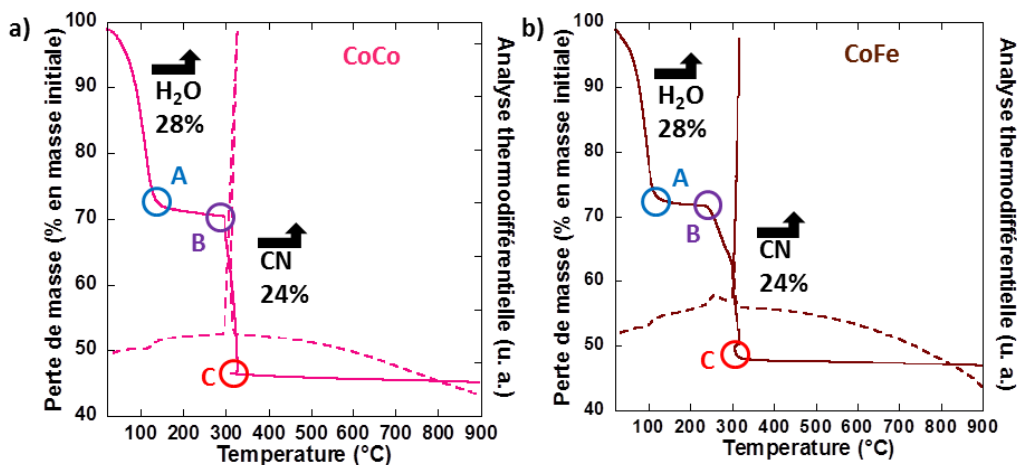 a)
Perte de masse (% en masse initiale)
100
90
80
70
60
50
40
CoCo
H₂O
28%
A
B
CN
24%
C
100 200 300 400 500 600 700 800 900
Temperature (°C)
Analyse thermodifférentielle (u. a.)
b)
Perte de masse (% en masse initiale)
100
90
80
70
60
50
40
CoFe
H₂O
28%
A
B
CN
24%
C
100 200 300 400 500 600 700 800 900
Temperature (°C)
Analyse thermodifférentielle (u. a.)